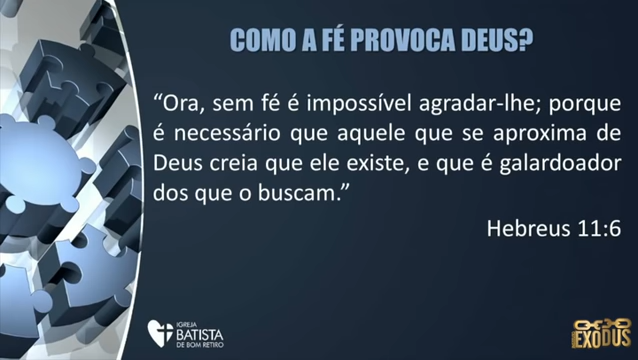 COMO A FÉ PROVOCA DEUS?
“Ora, sem fé é impossível agradar-lhe; porque
é necessário que aquele que se aproxima de
Deus creia que ele existe, e que é galardoador
dos que o buscam.”
Hebreus 11:6
IGREJA
BATISTA
DE BOM RETIRO
EXODUS